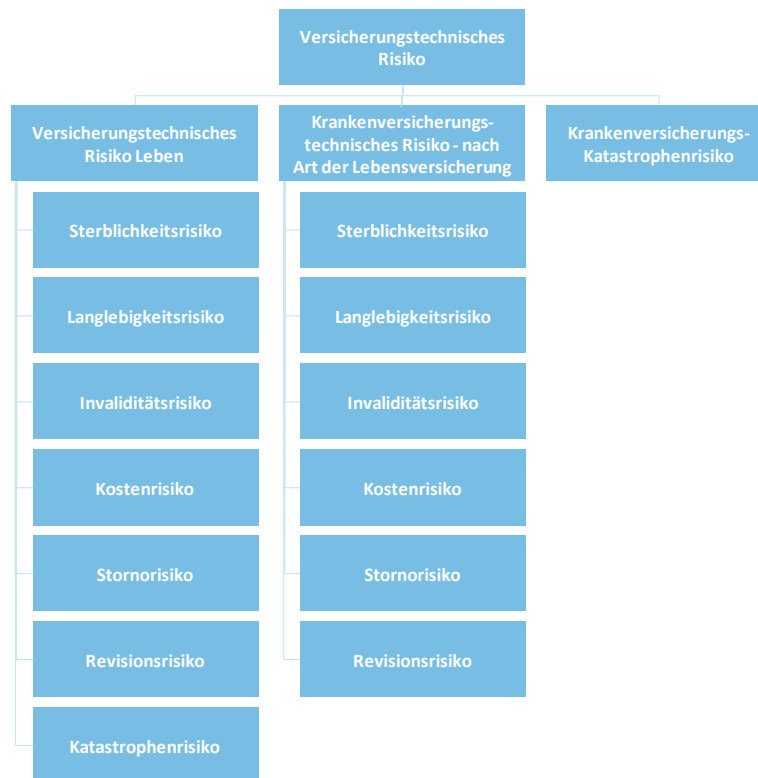 Versicherungstechnisches
Risiko
Versicherungstechnisches
Risiko Leben
Krankenversicherungs-
technisches Risiko - nach
Art der Lebensversicherung
Krankenversicherungs-
Katastrophenrisiko
Sterblichkeitsrisiko
Langlebigkeitsrisiko
Invaliditätsrisiko
Kostenrisiko
Stornorisiko
Revisionsrisiko
Katastrophenrisiko
Sterblichkeitsrisiko
Langlebigkeitsrisiko
Invaliditätsrisiko
Kostenrisiko
Stornorisiko
Revisionsrisiko